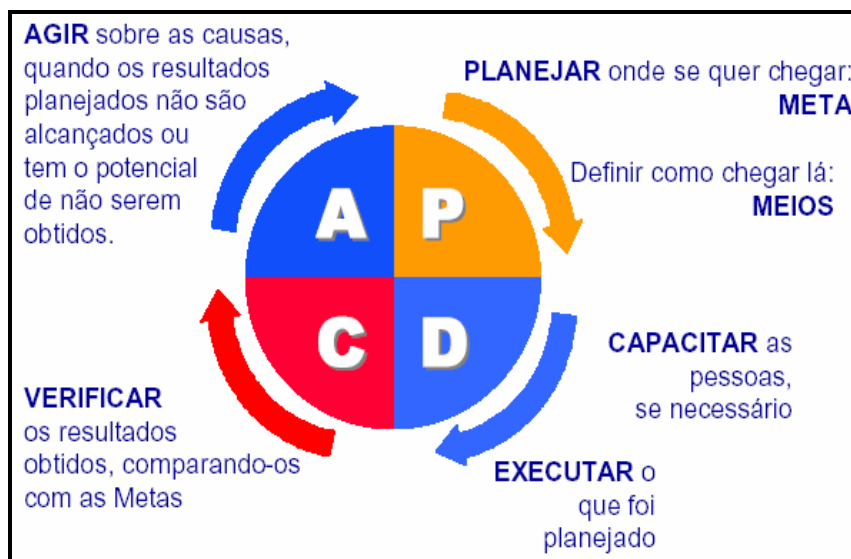 AGIR sobre as causas,
quando os resultados
planejados não são
alcançados ou
tem o potencial
de não serem
obtidos.
PLANEJAR onde se quer chegar:
META
Definir como chegar lá:
MEIOS
A P
C D
CAPACITAR as
pessoas,
se necessário
EXECUTAR o
que foi
planejado
VERIFICAR
os resultados
obtidos, comparando-os
com as Metas